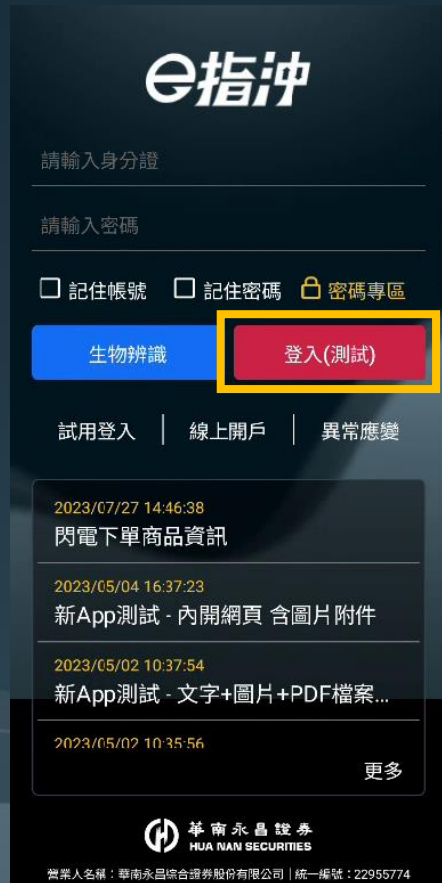 e指沖
請輸入身分證
請輸入密碼
記住帳號 記住密碼 密碼專區
生物辨識 登入(測試)
試用登入 | 線上開戶 | 異常應變
2023/07/27 14:46:38
閃電下單商品資訊
2023/05/04 16:37:23
新App測試 - 內開網頁 含圖片附件
2023/05/02 10:37:54
新App測試 - 文字+圖片+PDF檔案...
2023/05/02 10:35:56
更多
華南永昌證券
HUA NAN SECURITIES
營業人名稱：華南永昌綜合證券股份有限公司 | 統一編號：22955774